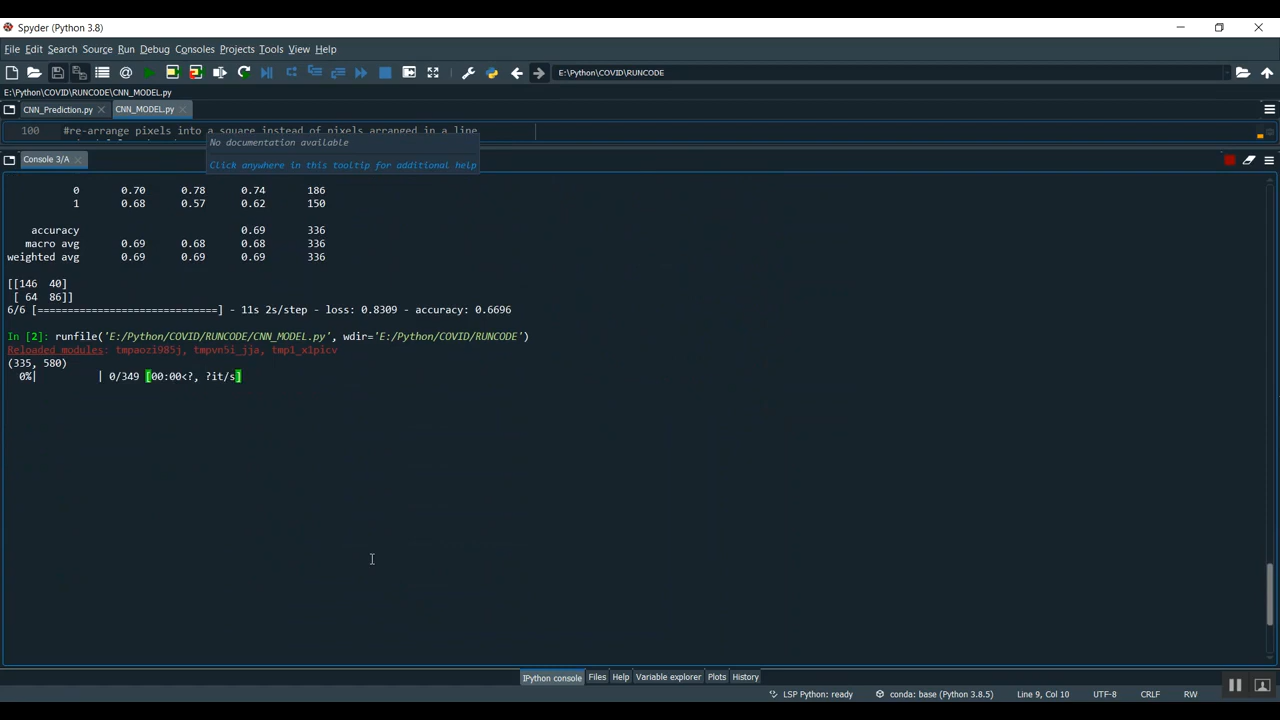 Spyder (Python 3.8)
File Edit Search Source Run Debug Consoles Projects Tools View Help
E:\Python\COVID\RUNCODE
E:\Python\COVID\RUNCODE\CNN_MODEL.py
CNN_Prediction.py CNN_MODEL.py
100 #re-arrange pixels into a square instead of pixels arranged in a line
No documentation available
Console 3/A
Click anywhere in this tooltip for additional help
0 0.70 0.78 0.74 186
1 0.68 0.57 0.62 150
accuracy 0.69 336
macro avg 0.69 0.68 0.68 336
weighted avg 0.69 0.69 0.69 336
[[146 40]
[ 64 86]]
6/6 [==============================] - 11s 2s/step - loss: 0.8309 - accuracy: 0.6696
In [2]: runfile('E:/Python/COVID/RUNCODE/CNN_MODEL.py', wdir='E:/Python/COVID/RUNCODE')
Reloaded modules: tmpaozi985j, tmpvn5i_jja, tmp1_x1picv
(335, 580)
0%| | 0/349 [00:00<?, ?it/s]
IPython console Files Help Variable explorer Plots History
LSP Python: ready conda: base (Python 3.8.5) Line 9, Col 10 UTF-8 CRLF RW